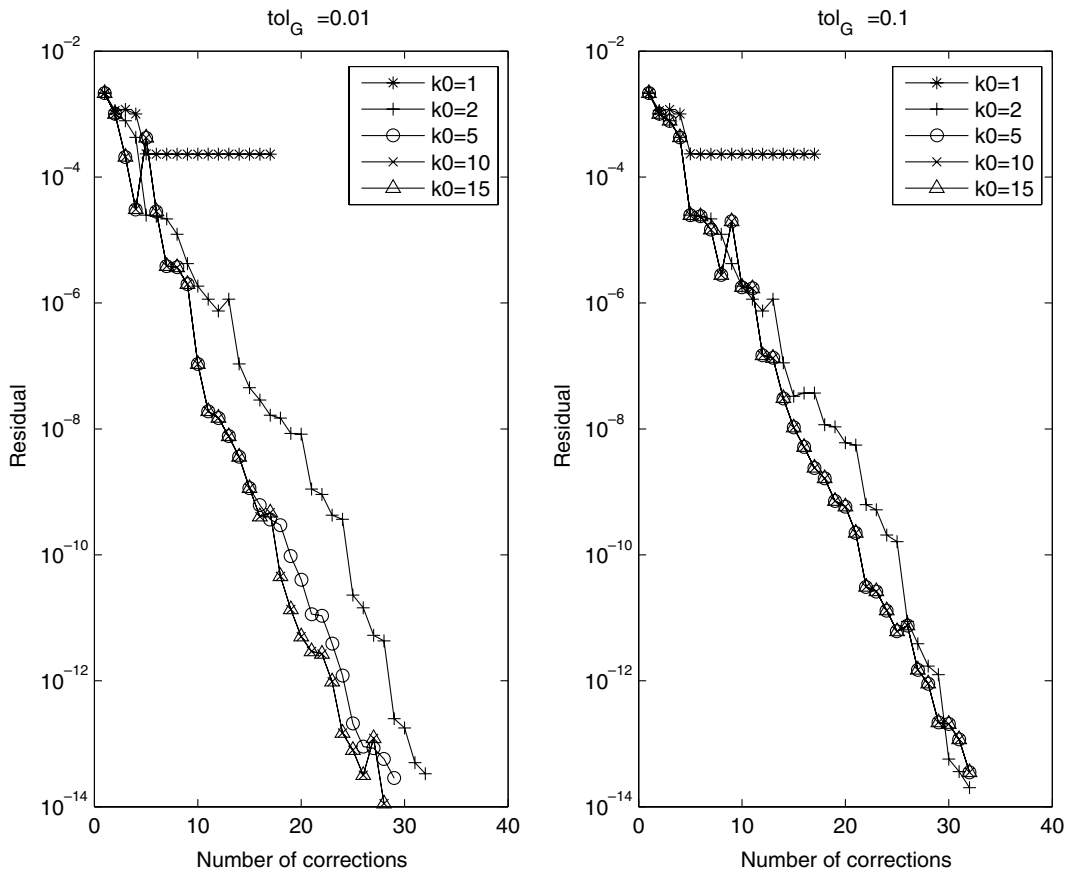 tol_G =0.01
10^-2
10^-4
10^-6
10^-8
10^-10
10^-12
10^-14
Residual
0
10
20
30
40
Number of corrections
k0=1
k0=2
k0=5
k0=10
k0=15
tol_G =0.1
10^-2
10^-4
10^-6
10^-8
10^-10
10^-12
10^-14
Residual
0
10
20
30
40
Number of corrections
k0=1
k0=2
k0=5
k0=10
k0=15